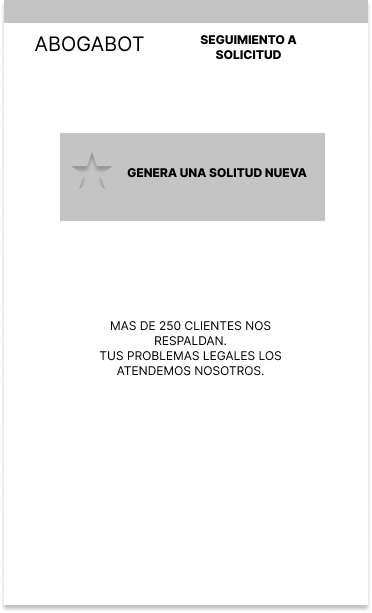 ABOGABOT
SEGUIMIENTO A
SOLICITUD
GENERA UNA SOLITUD NUEVA
MAS DE 250 CLIENTES NOS
RESPALDAN.
TUS PROBLEMAS LEGALES LOS
ATENDEMOS NOSOTROS.